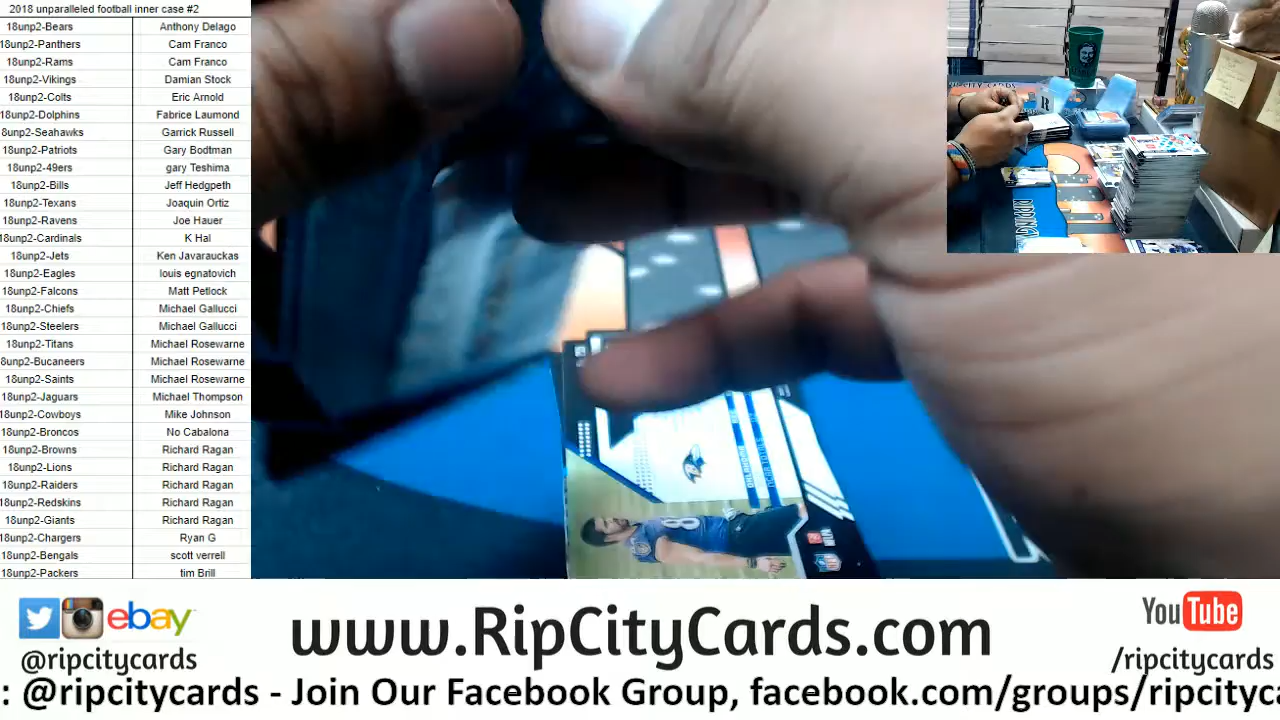 2018 unparalleled football inner case #2
18unp2-Bears Anthony Delago
18unp2-Panthers Cam Franco
18unp2-Rams Cam Franco
18unp2-Vikings Damian Stock
18unp2-Colts Eric Arnold
18unp2-Dolphins Fabrice Laumond
8unp2-Seahawks Garrick Russell
18unp2-Patriots Gary Bodtman
18unp2-49ers gary Teshima
18unp2-Bills Jeff Hedgpeth
18unp2-Texans Joaquin Ortiz
18unp2-Ravens Joe Hauer
18unp2-Cardinals K Hal
18unp2-Jets Ken Javarauckas
18unp2-Eagles louis egnatovich
18unp2-Falcons Matt Petlock
18unp2-Chiefs Michael Gallucci
18unp2-Steelers Michael Gallucci
18unp2-Titans Michael Rosewarne
8unp2-Bucaneers Michael Rosewarne
18unp2-Saints Michael Rosewarne
18unp2-Jaguars Michael Thompson
18unp2-Cowboys Mike Johnson
18unp2-Broncos No Cabalona
18unp2-Browns Richard Ragan
18unp2-Lions Richard Ragan
18unp2-Raiders Richard Ragan
18unp2-Redskins Richard Ragan
18unp2-Giants Richard Ragan
18unp2-Chargers Ryan G
18unp2-Bengals scott verrell
18unp2-Packers tim Brill
OKLAHOMA
ebay
@ripcitycards
www.RipCityCards.com
YouTube
/ripcitycards
: @ripcitycards - Join Our Facebook Group, facebook.com/groups/ripcityca